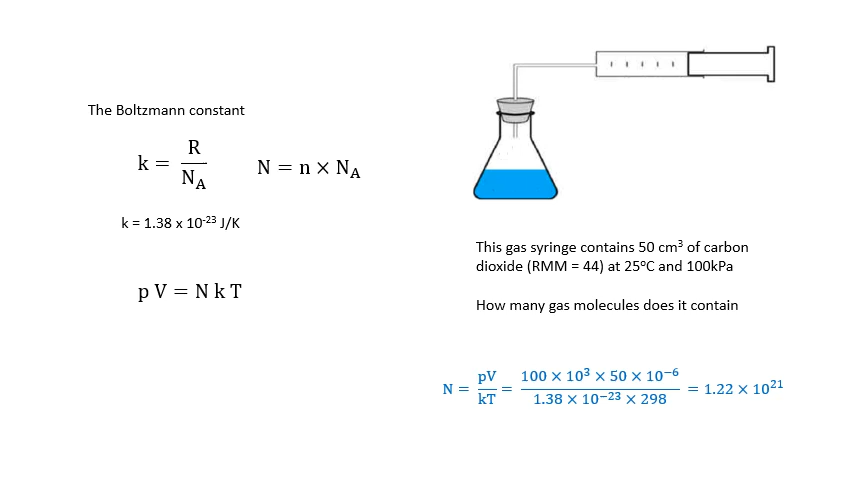 The Boltzmann constant
k = R / N_A    N = n × N_A
k = 1.38 x 10⁻²³ J/K
p V = N k T
This gas syringe contains 50 cm³ of carbon
dioxide (RMM = 44) at 25°C and 100kPa
How many gas molecules does it contain
N = pV / kT = 100 × 10³ × 50 × 10⁻⁶ / 1.38 × 10⁻²³ × 298 = 1.22 × 10²¹